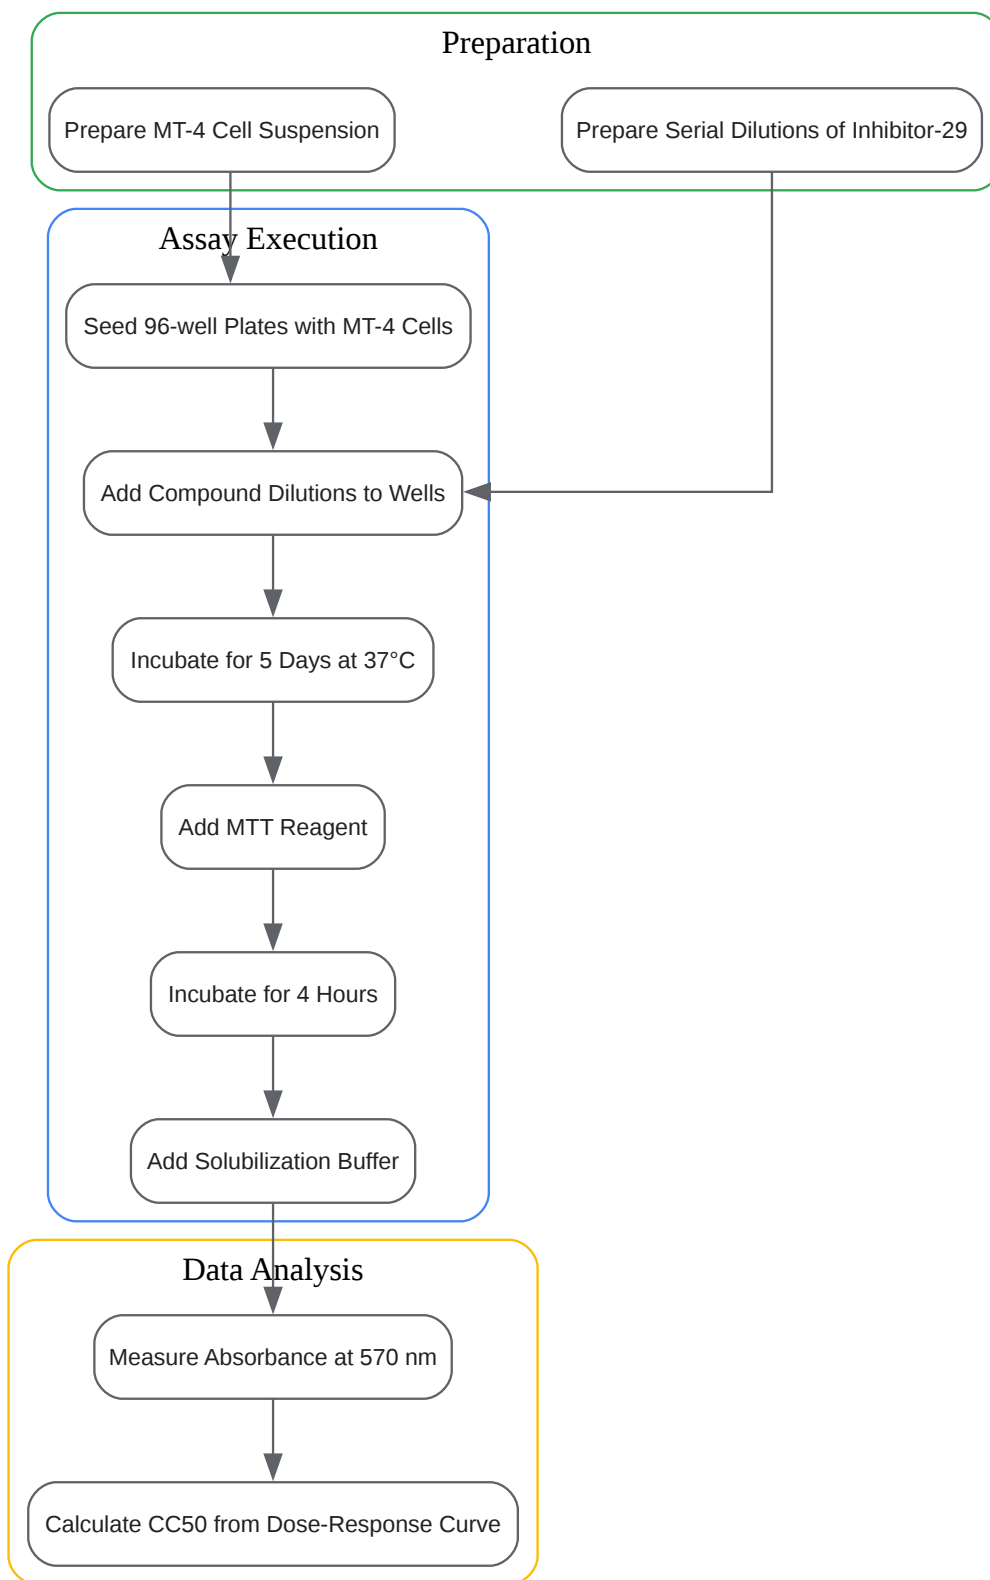 Preparation
Prepare MT-4 Cell Suspension
Prepare Serial Dilutions of Inhibitor-29
Assay Execution
Seed 96-well Plates with MT-4 Cells
Add Compound Dilutions to Wells
Incubate for 5 Days at 37°C
Add MTT Reagent
Incubate for 4 Hours
Add Solubilization Buffer
Data Analysis
Measure Absorbance at 570 nm
Calculate CC50 from Dose-Response Curve